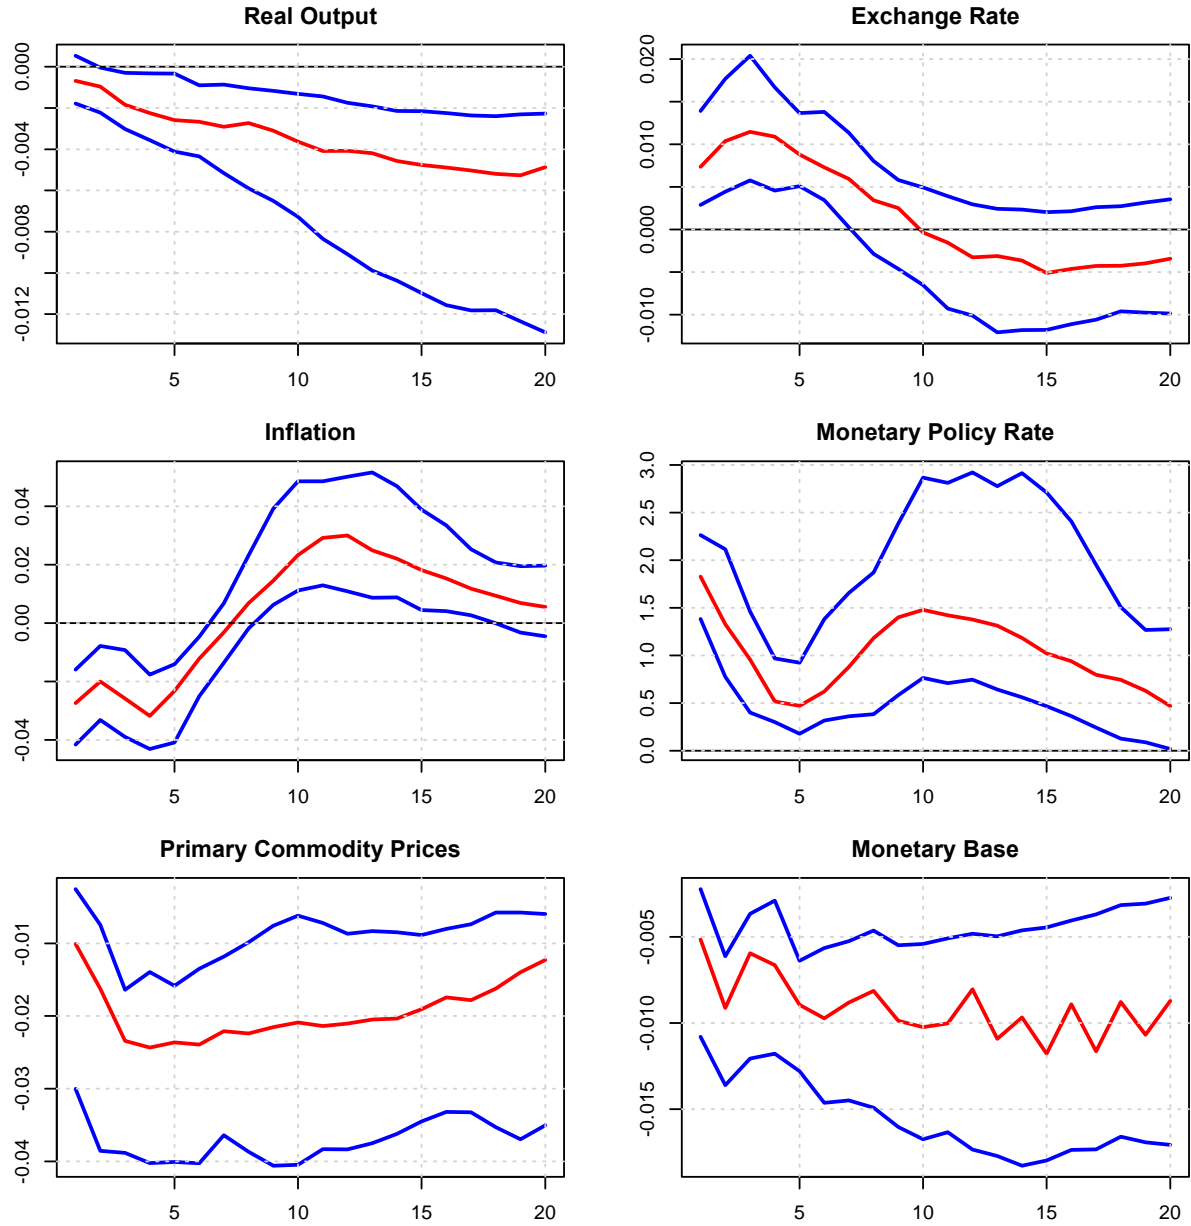 Real Output
0.000
-0.004
-0.008
-0.012
5 10 15 20
Exchange Rate
0.020
0.010
0.000
-0.010
5 10 15 20
Inflation
0.04
0.02
0.00
-0.04
5 10 15 20
Monetary Policy Rate
3.0
2.5
2.0
1.5
1.0
0.5
0.0
5 10 15 20
Primary Commodity Prices
-0.01
-0.02
-0.03
-0.04
5 10 15 20
Monetary Base
-0.005
-0.010
-0.015
5 10 15 20